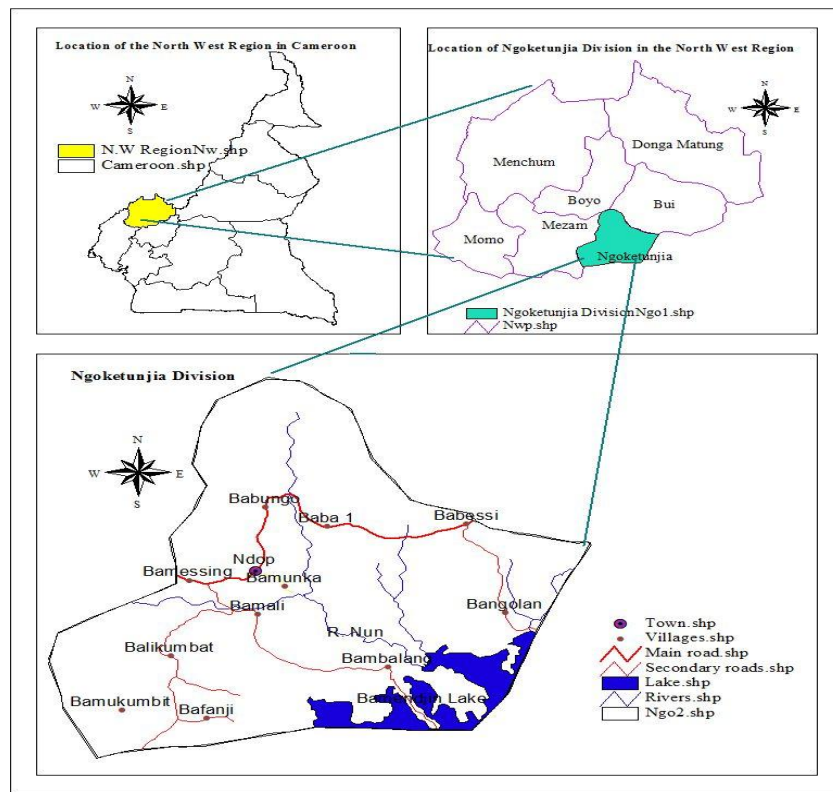 Location of the North West Region in Cameroon
N
W E
S
N.W RegionNw.shp
Cameroon.shp
Location of Ngoketunjia Division in the North West Region
N
W E
S
Donga Matung
Menchum
Boyo
Bui
Mezam
Momo
Ngoketunjia
Ngoketunjia DivisionNgo1.shp
Nwp.shp
Ngoketunjia Division
N
W E
S
Babungo
Baba 1
Babessi
Ndop
Bamessing
Bamunka
Bangolan
Bamali
R. Nun
Balikumbat
Bambalang
Bamendjin Lake
Bamukumbit
Bafanji
Town.shp
Villages.shp
Main road.shp
Secondary roads.shp
Lake.shp
Rivers.shp
Ngo2.shp